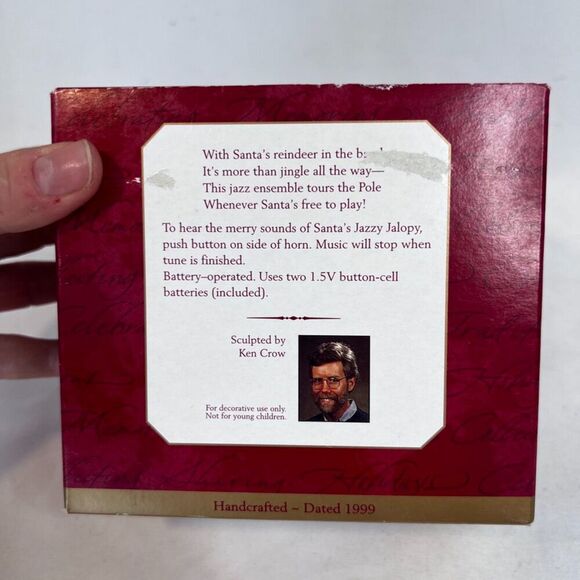 With Santa's reindeer in the
It's more than jingle all the way—
This jazz ensemble tours the Pole
Whenever Santa's free to play!
To hear the merry sounds of Santa's Jazzy Jalopy,
push button on side of horn. Music will stop when
tune is finished.
Battery–operated. Uses two 1.5V button-cell
batteries (included).
Sculpted by
Ken Crow
For decorative use only.
Not for young children.
Handcrafted ~ Dated 1999